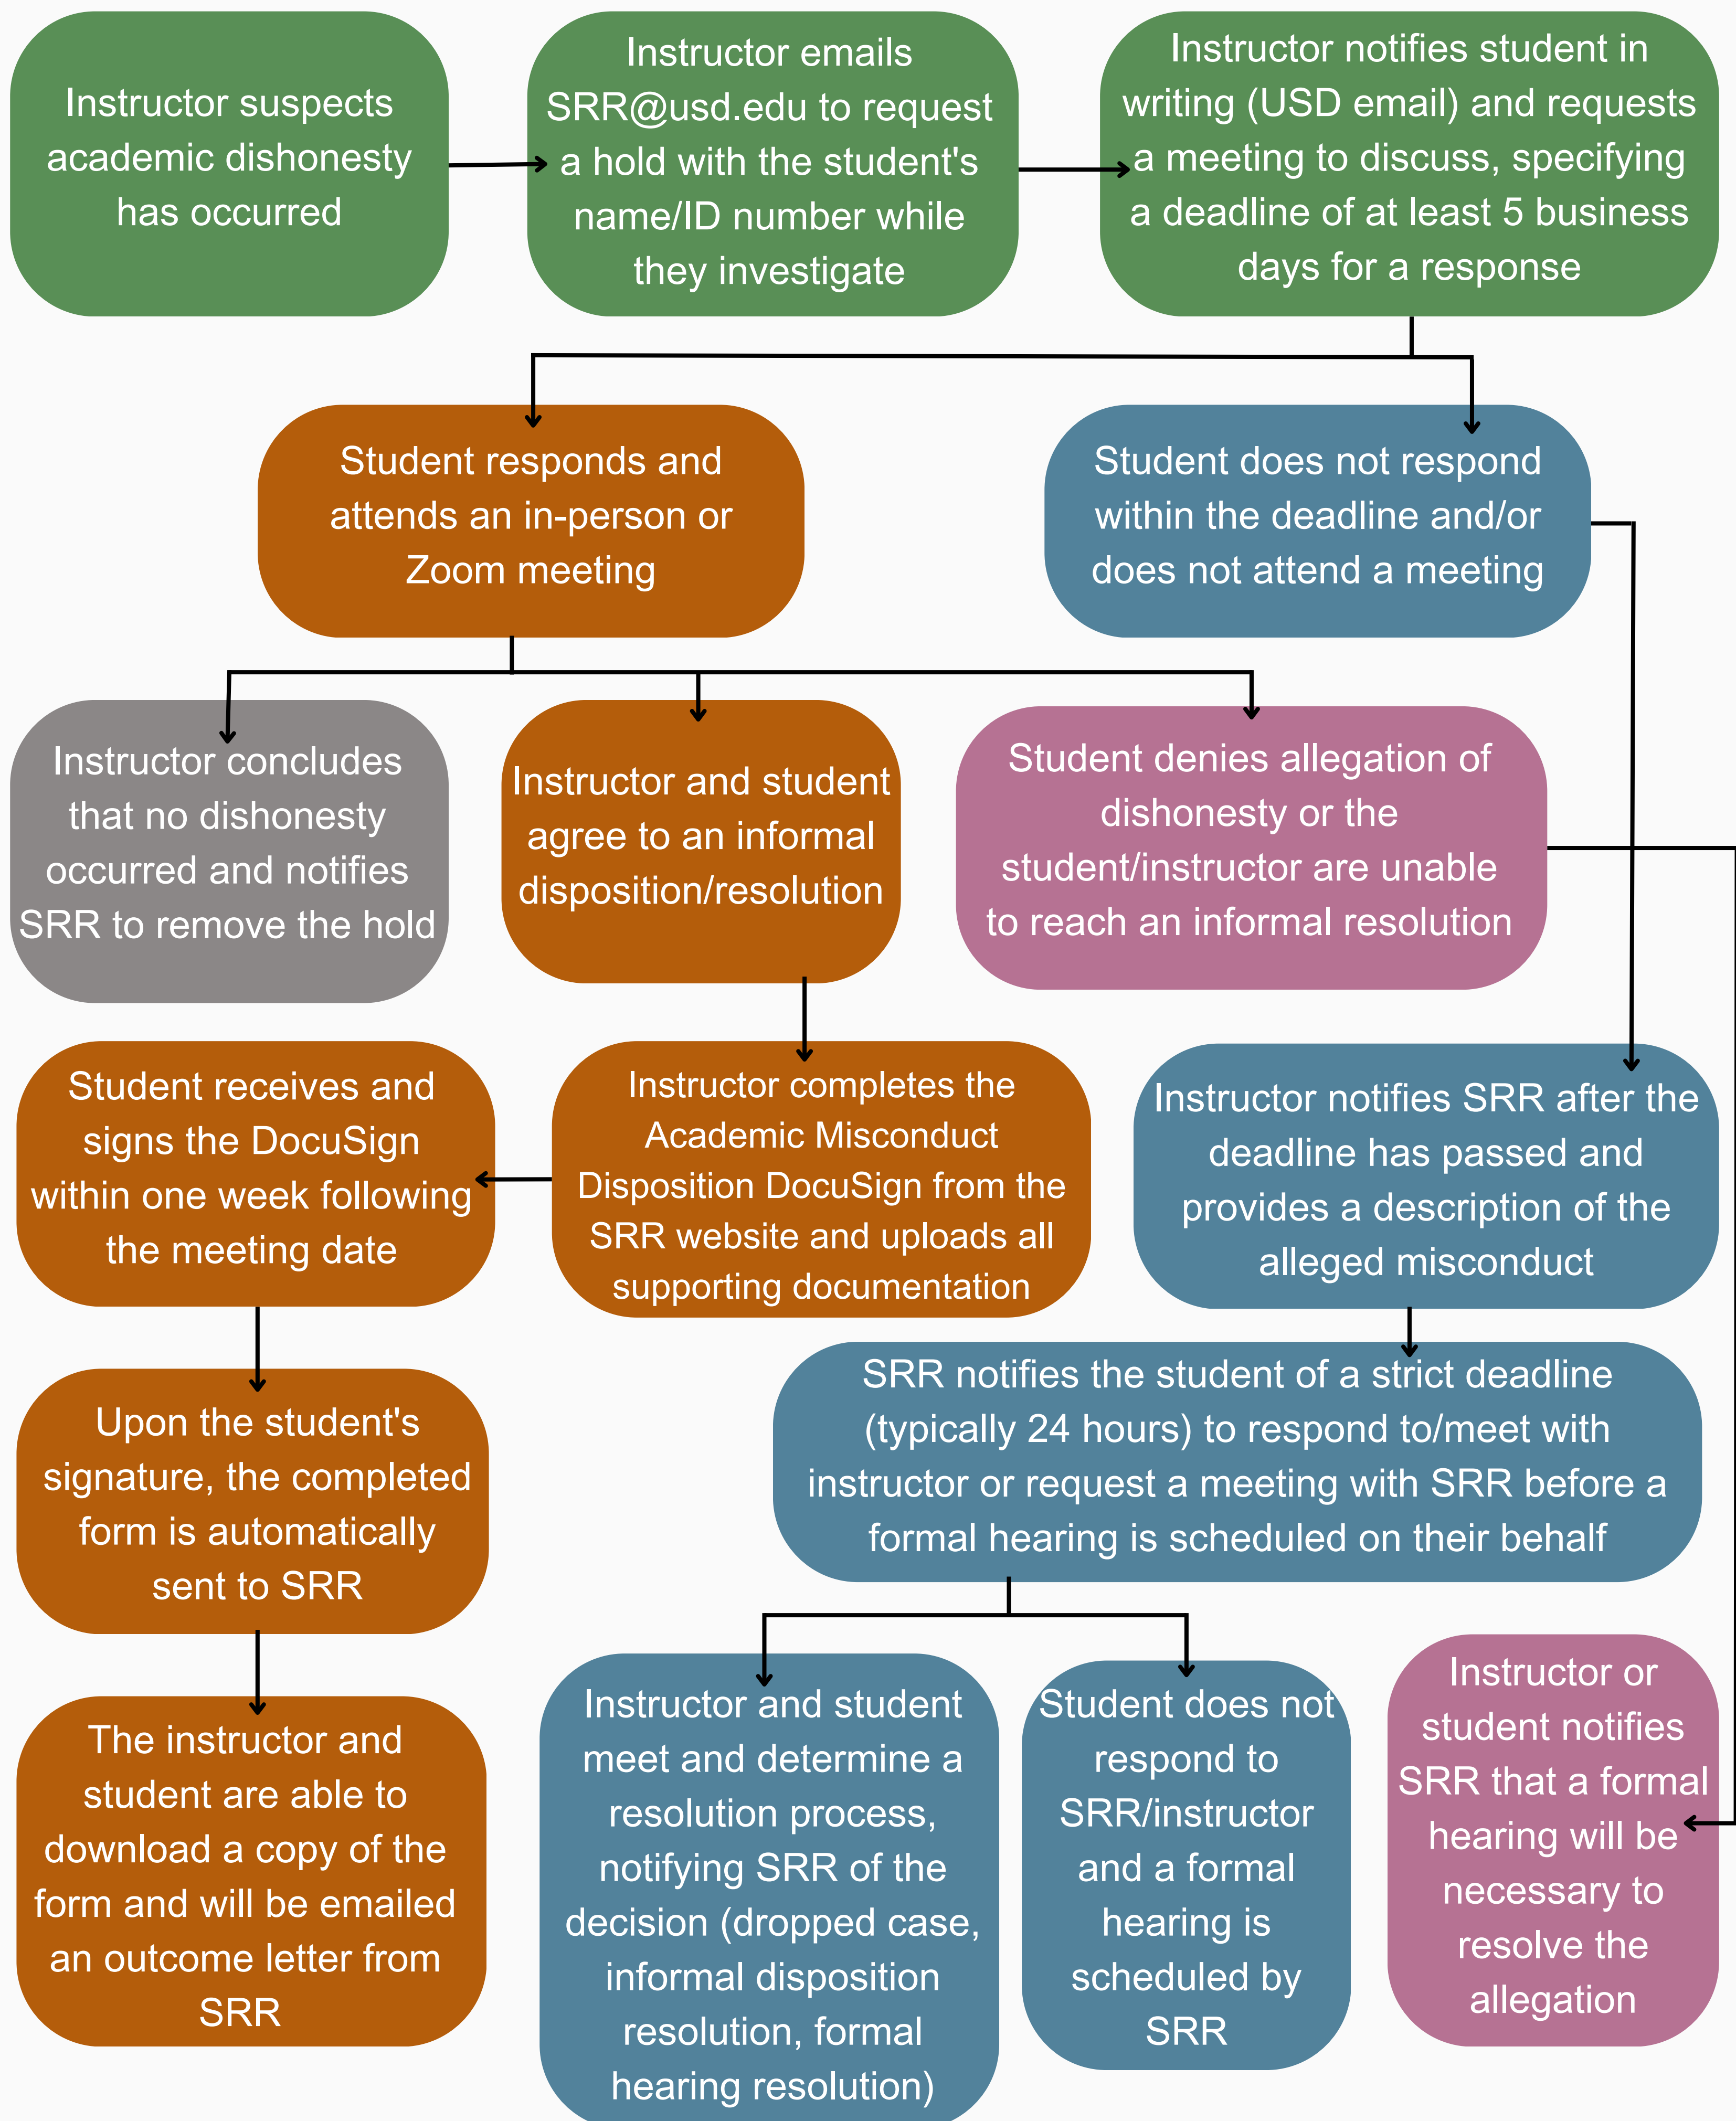 Instructor suspects
academic dishonesty
has occurred
Instructor emails
SRR@usd.edu to request
a hold with the student's
name/ID number while
they investigate
Instructor notifies student in
writing (USD email) and requests
a meeting to discuss, specifying
a deadline of at least 5 business
days for a response
Student responds and
attends an in-person or
Zoom meeting
Student does not respond
within the deadline and/or
does not attend a meeting
Instructor concludes
that no dishonesty
occurred and notifies
SRR to remove the hold
Instructor and student
agree to an informal
disposition/resolution
Student denies allegation of
dishonesty or the
student/instructor are unable
to reach an informal resolution
Student receives and
signs the DocuSign
within one week following
the meeting date
Instructor completes the
Academic Misconduct
Disposition DocuSign from the
SRR website and uploads all
supporting documentation
Instructor notifies SRR after the
deadline has passed and
provides a description of the
alleged misconduct
Upon the student's
signature, the completed
form is automatically
sent to SRR
SRR notifies the student of a strict deadline
(typically 24 hours) to respond to/meet with
instructor or request a meeting with SRR before a
formal hearing is scheduled on their behalf
The instructor and
student are able to
download a copy of the
form and will be emailed
an outcome letter from
SRR
Instructor and student
meet and determine a
resolution process,
notifying SRR of the
decision (dropped case,
informal disposition
resolution, formal
hearing resolution)
Student does not
respond to
SRR/instructor
and a formal
hearing is
scheduled by
SRR
Instructor or
student notifies
SRR that a formal
hearing will be
necessary to
resolve the
allegation